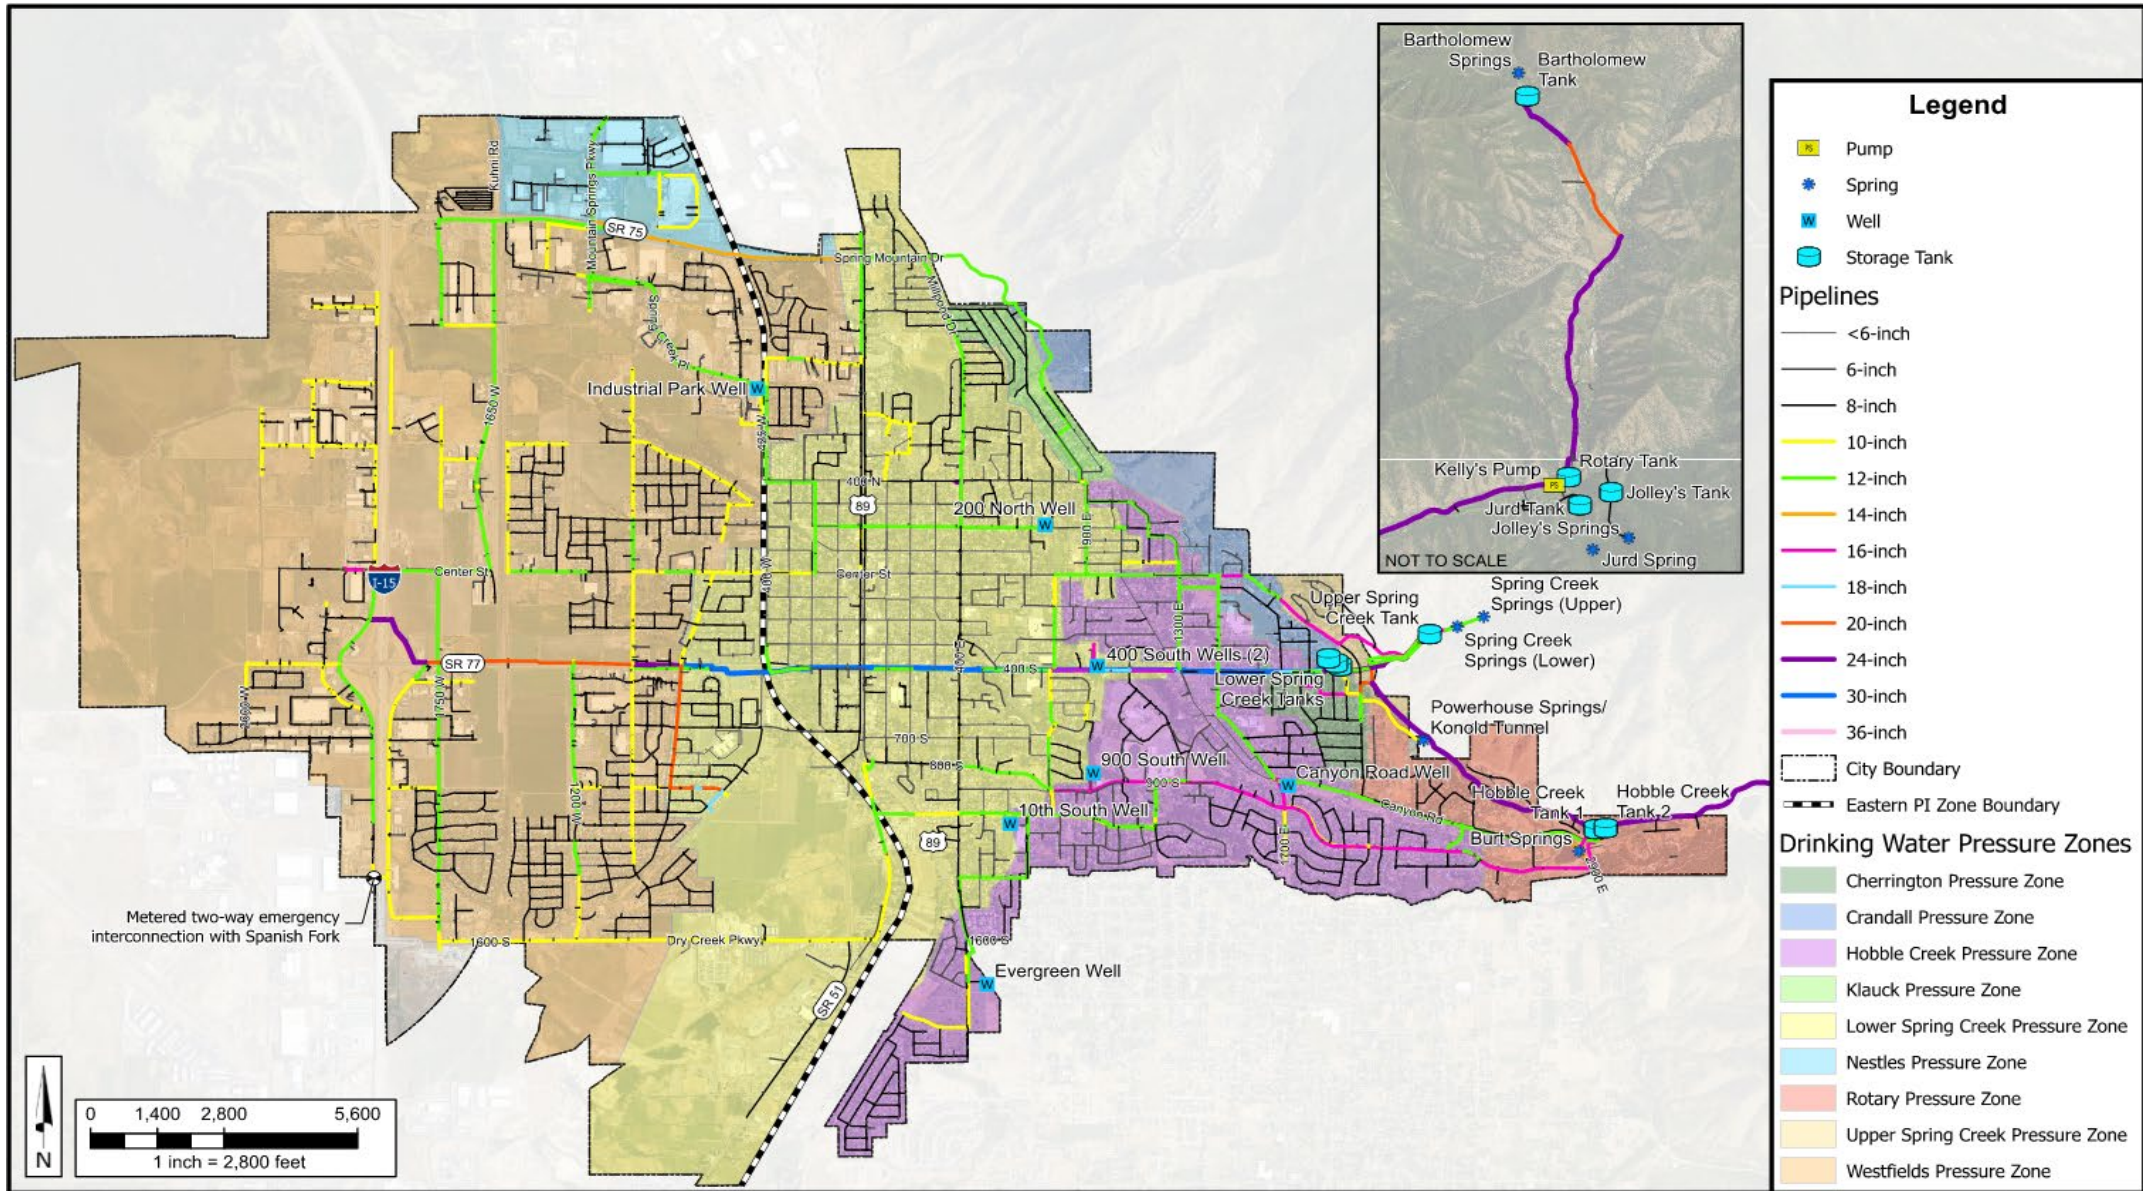 Bartholomew
Springs
Bartholomew
Tank
Kelly's Pump
Rotary Tank
Jolley's Tank
Jurd Tank
Jolley's Springs
Jurd Spring
NOT TO SCALE
Kuhni Rd
Mountain Springs Pkwy
SR 75
Spring Mountain Dr
Millpond Dr
Mountain Springs Pkwy
Spring Creek Pl
1650 W
Industrial Park Well
400 N
89
200 North Well
900 E
I-15
Center St
400 W
Center St
1300 E
Upper Spring
Creek Tank
Spring Creek
Springs (Upper)
Spring Creek
Springs (Lower)
SR 77
400 E
400 S
400 South Wells (2)
Lower Spring
Creek Tanks
1750 W
Powerhouse Springs/
Konold Tunnel
700 S
800 S
900 South Well
900 S
Canyon Road Well
Canyon Rd
Hobble Creek
Tank 1
Hobble Creek
Tank 2
1200 W
10th South Well
89
1700 E
Burt Springs
Metered two-way emergency
interconnection with Spanish Fork
1600 S
Dry Creek Pkwy
1600 S
Evergreen Well
SR 51
N
0 1,400 2,800 5,600
1 inch = 2,800 feet
Legend
PS Pump
Spring
W Well
Storage Tank
Pipelines
<6-inch
6-inch
8-inch
10-inch
12-inch
14-inch
16-inch
18-inch
20-inch
24-inch
30-inch
36-inch
City Boundary
Eastern PI Zone Boundary
Drinking Water Pressure Zones
Cherrington Pressure Zone
Crandall Pressure Zone
Hobble Creek Pressure Zone
Klauck Pressure Zone
Lower Spring Creek Pressure Zone
Nestles Pressure Zone
Rotary Pressure Zone
Upper Spring Creek Pressure Zone
Westfields Pressure Zone